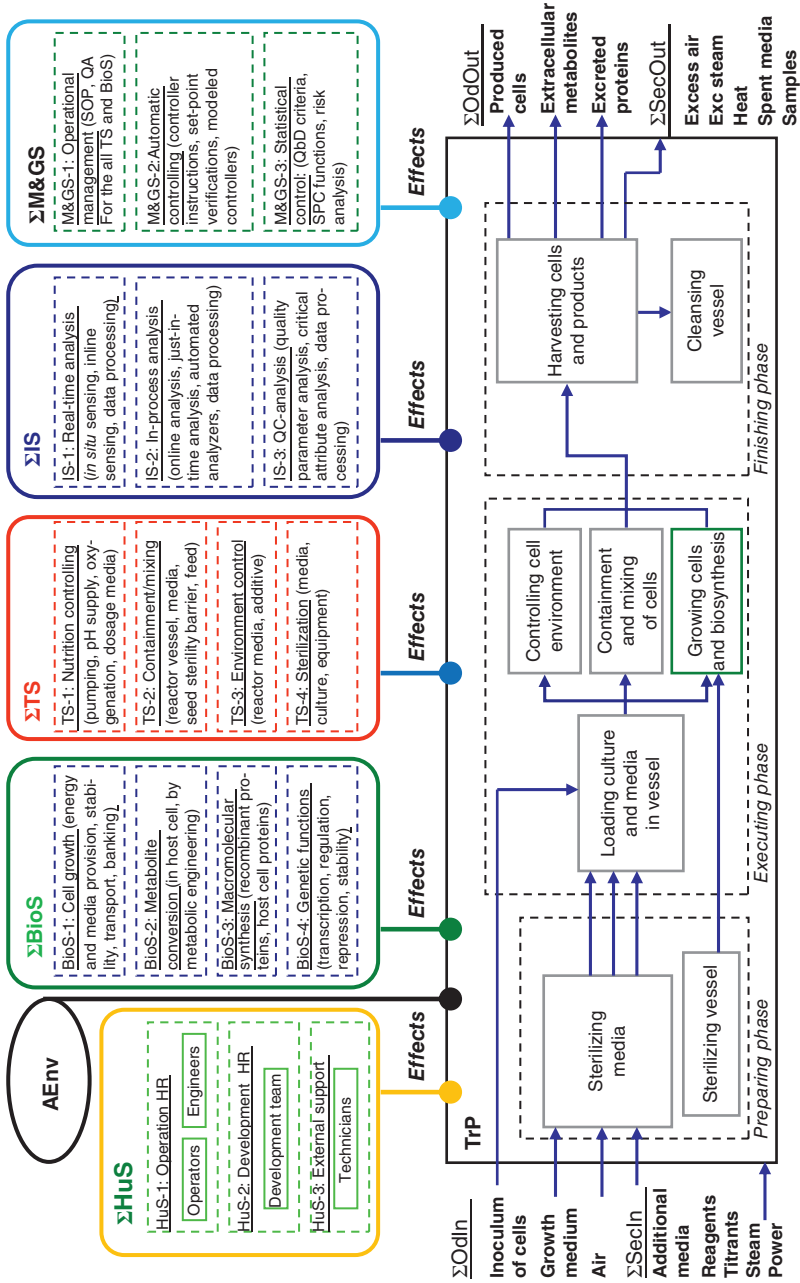 AEnv
ΣHuS
HuS-1: Operation HR
Operators
Engineers
HuS-2: Development HR
Development team
HuS-3: External support
Technicians
Effects
ΣBioS
BioS-1: Cell growth (energy
and media provision, stabi-
lity, transport, banking)
BioS-2: Metabolite
conversion (in host cell, by
metabolic engineering)
BioS-3: Macromolecular
synthesis (recombinant pro-
teins, host cell proteins)
BioS-4: Genetic functions
(transcription, regulation,
repression, stability)
Effects
ΣTS
TS-1: Nutrition controlling
(pumping, pH supply, oxy-
genation, dosage media)
TS-2: Containment/mixing
(reactor vessel, media,
seed sterility barrier, feed)
TS-3: Environment control
(reactor media, additive)
TS-4: Sterilization (media,
culture, equipment)
Effects
ΣIS
IS-1: Real-time analysis
(in situ sensing, inline
sensing, data processing)
IS-2: In-process analysis
(online analysis, just-in-
time analysis, automated
analyzers, data processing)
IS-3: QC-analysis (quality
parameter analysis, critical
attribute analysis, data pro-
cessing)
Effects
ΣM&GS
M&GS-1: Operational
management (SOP, QA
For the all TS and BioS)
M&GS-2: Automatic
controlling (controller
instructions, set-point
verifications, modeled
controllers)
M&GS-3: Statistical
control: (QbD criteria,
SPC functions, risk
analysis)
Effects
ΣOdIn
Inoculum
of cells
Growth
medium
Air
ΣSecIn
Additional
media
Reagents
Titrants
Steam
Power
TrP
Sterilizing
media
Sterilizing vessel
Preparing phase
Loading culture
and media
in vessel
Controlling cell
environment
Containment
and mixing
of cells
Growing cells
and biosynthesis
Executing phase
Harvesting cells
and products
Cleansing
vessel
Finishing phase
ΣOdOut
Produced
cells
Extracellular
metabolites
Excreted
proteins
ΣSecOut
Excess air
Exc steam
Heat
Spent media
Samples